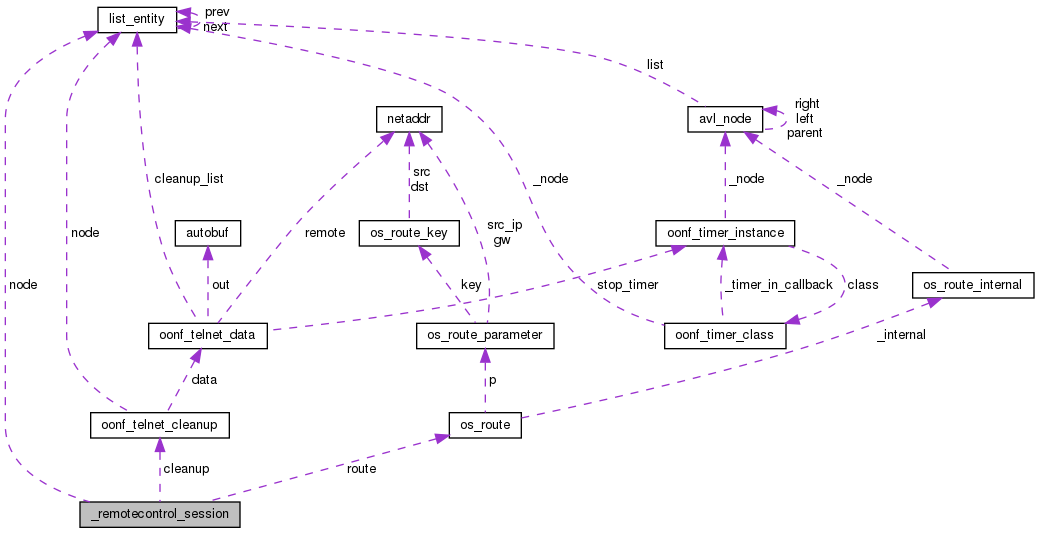 list_entity
prev
next
list
netaddr
avl_node
right
left
parent
cleanup_list
src
dst
_node
_node
_node
node
autobuf
remote
os_route_key
src_ip
gw
oonf_timer_instance
node
out
key
stop_timer
_timer_in_callback
class
os_route_internal
oonf_telnet_data
os_route_parameter
oonf_timer_class
_internal
data
p
oonf_telnet_cleanup
os_route
cleanup
route
_remotecontrol_session